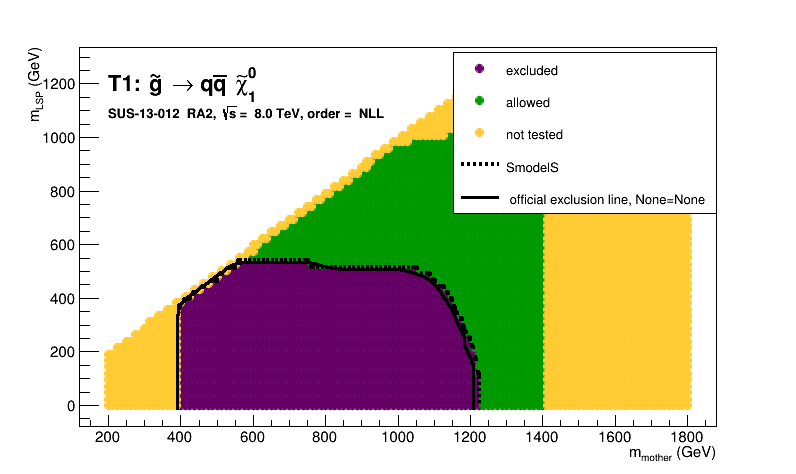 T1: g̃ → qq̅ χ̃⁰₁
SUS-13-012 RA2, √s = 8.0 TeV, order = NLL
excluded
allowed
not tested
SmodelS
official exclusion line, None=None
m_LSP (GeV)
1200
1000
800
600
400
200
0
200 400 600 800 1000 1200 1400 1600 1800
m_mother (GeV)